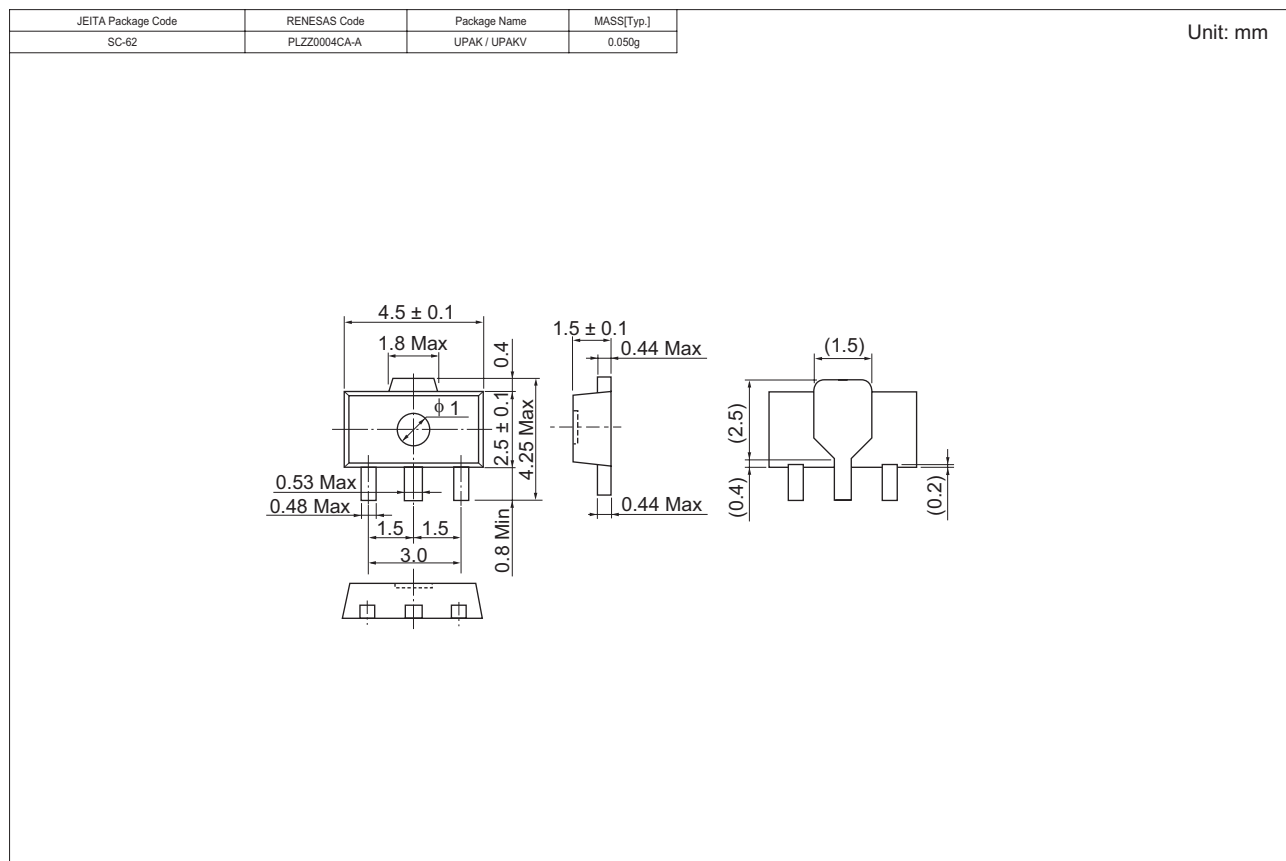 JEITA Package Code RENESAS Code Package Name MASS[Typ.]
SC-62 PLZZ0004CA-A UPAK / UPAKV 0.050g
Unit: mm
4.5 ± 0.1
1.8 Max
0.4
ϕ 1
2.5 ± 0.1
4.25 Max
0.53 Max
0.48 Max
1.5 1.5
3.0
0.8 Min
1.5 ± 0.1
0.44 Max
0.44 Max
(1.5)
(2.5)
(0.4)
(0.2)